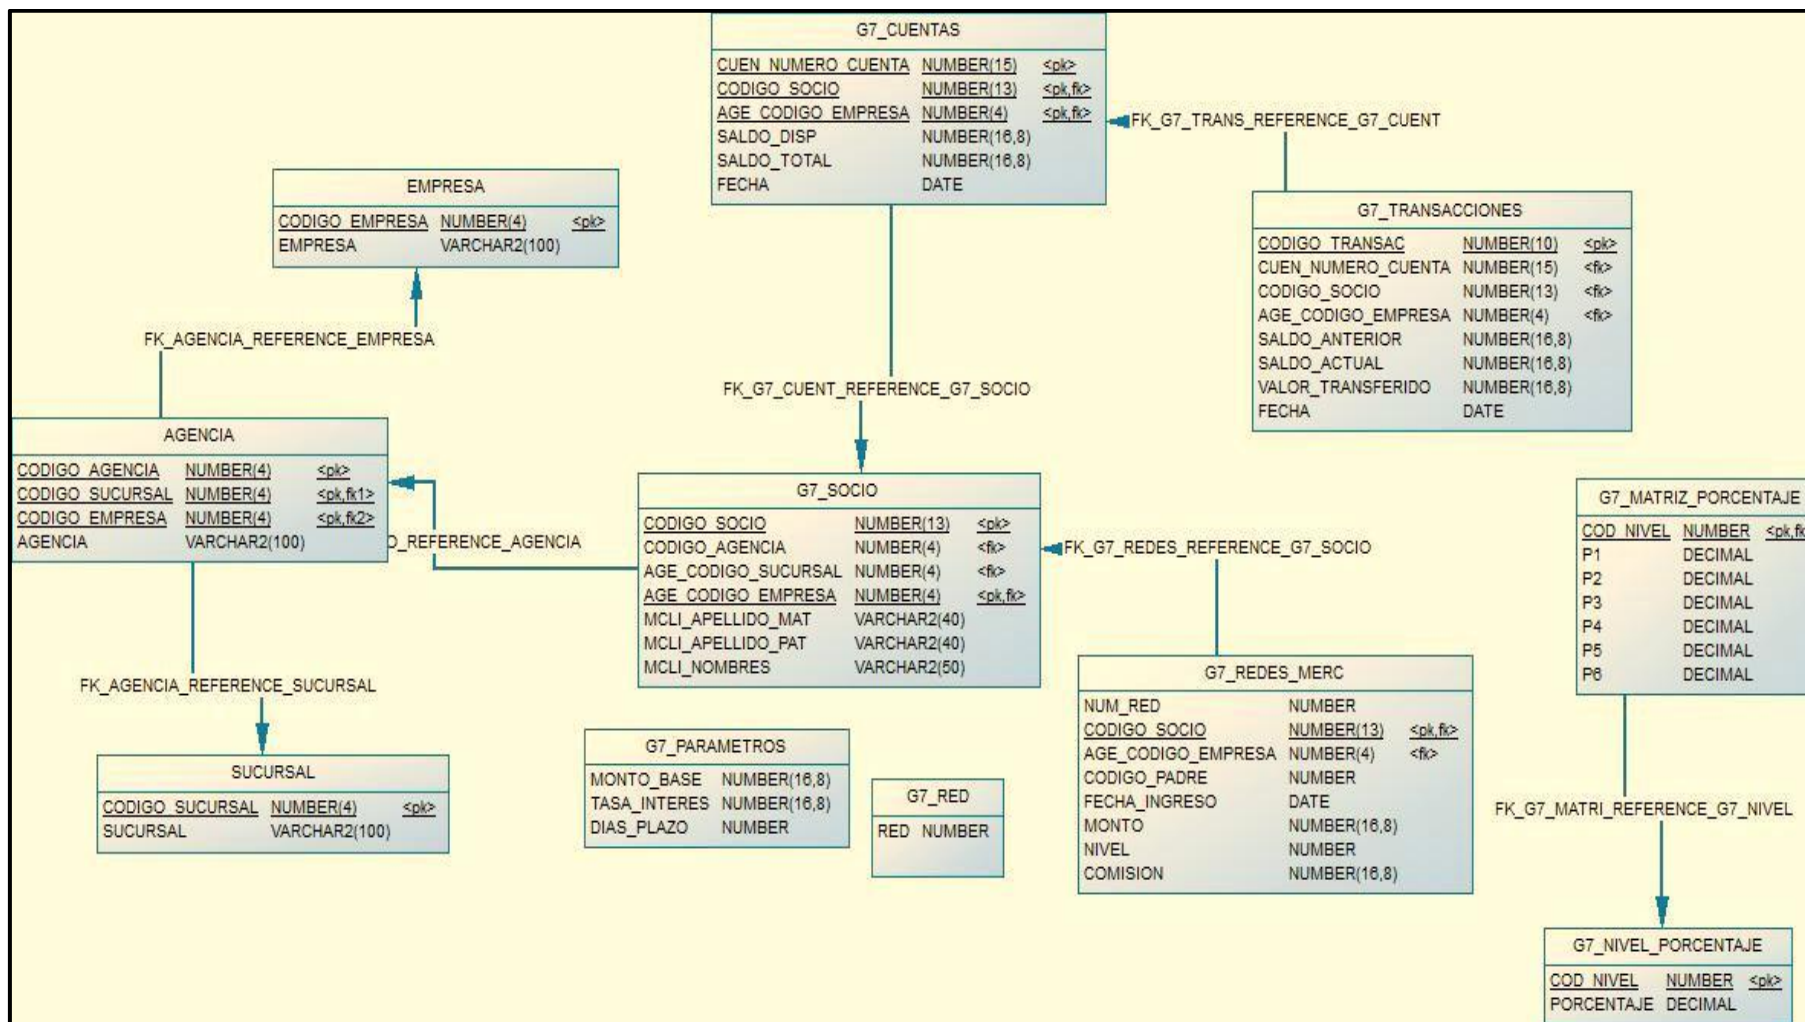 G7_CUENTAS
CUEN_NUMERO_CUENTA NUMBER(15) <pk>
CODIGO_SOCIO NUMBER(13) <pk,fk>
AGE_CODIGO_EMPRESA NUMBER(4) <pk,fk>
SALDO_DISP NUMBER(16,8)
SALDO_TOTAL NUMBER(16,8)
FECHA DATE
FK_G7_TRANS_REFERENCE_G7_CUENT
EMPRESA
CODIGO_EMPRESA NUMBER(4) <pk>
EMPRESA VARCHAR2(100)
G7_TRANSACCIONES
CODIGO_TRANSAC NUMBER(10) <pk>
CUEN_NUMERO_CUENTA NUMBER(15) <fk>
CODIGO_SOCIO NUMBER(13) <fk>
AGE_CODIGO_EMPRESA NUMBER(4) <fk>
SALDO_ANTERIOR NUMBER(16,8)
SALDO_ACTUAL NUMBER(16,8)
VALOR_TRANSFERIDO NUMBER(16,8)
FECHA DATE
FK_AGENCIA_REFERENCE_EMPRESA
FK_G7_CUENT_REFERENCE_G7_SOCIO
AGENCIA
CODIGO_AGENCIA NUMBER(4) <pk>
CODIGO_SUCURSAL NUMBER(4) <pk,fk1>
CODIGO_EMPRESA NUMBER(4) <pk,fk2>
AGENCIA VARCHAR2(100)
O_REFERENCE_AGENCIA
G7_SOCIO
CODIGO_SOCIO NUMBER(13) <pk>
CODIGO_AGENCIA NUMBER(4) <fk>
AGE_CODIGO_SUCURSAL NUMBER(4) <fk>
AGE_CODIGO_EMPRESA NUMBER(4) <pk,fk>
MCLI_APELLIDO_MAT VARCHAR2(40)
MCLI_APELLIDO_PAT VARCHAR2(40)
MCLI_NOMBRES VARCHAR2(50)
FK_G7_REDES_REFERENCE_G7_SOCIO
G7_MATRIZ_PORCENTAJE
COD_NIVEL NUMBER <pk,fk
P1 DECIMAL
P2 DECIMAL
P3 DECIMAL
P4 DECIMAL
P5 DECIMAL
P6 DECIMAL
FK_AGENCIA_REFERENCE_SUCURSAL
G7_REDES_MERC
NUM_RED NUMBER
CODIGO_SOCIO NUMBER(13) <pk,fk>
AGE_CODIGO_EMPRESA NUMBER(4) <fk>
CODIGO_PADRE NUMBER
FECHA_INGRESO DATE
MONTO NUMBER(16,8)
NIVEL NUMBER
COMISION NUMBER(16,8)
SUCURSAL
CODIGO_SUCURSAL NUMBER(4) <pk>
SUCURSAL VARCHAR2(100)
G7_PARAMETROS
MONTO_BASE NUMBER(16,8)
TASA_INTERES NUMBER(16,8)
DIAS_PLAZO NUMBER
G7_RED
RED NUMBER
FK_G7_MATRI_REFERENCE_G7_NIVEL
G7_NIVEL_PORCENTAJE
COD_NIVEL NUMBER <pk>
PORCENTAJE DECIMAL